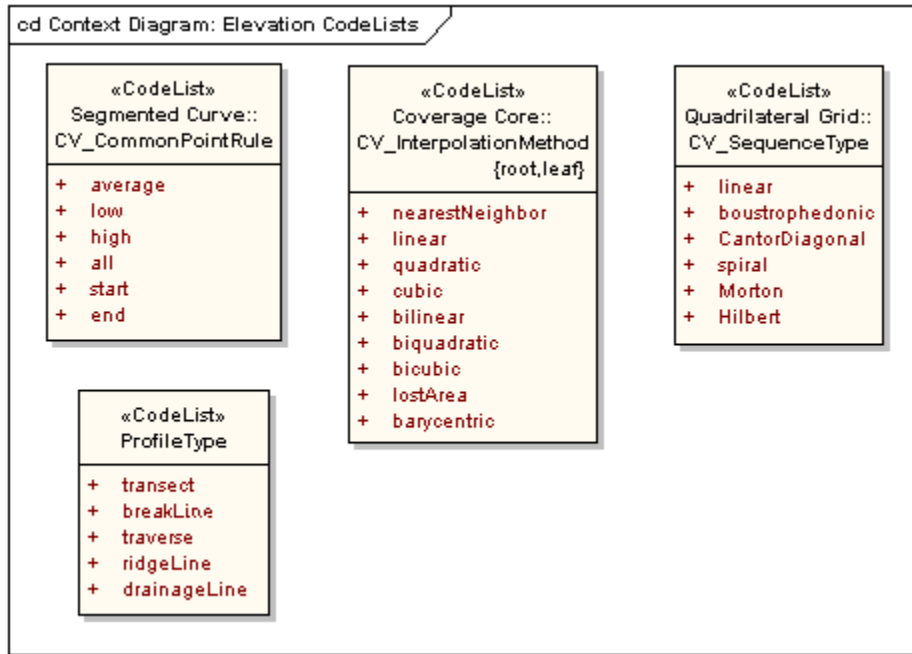 cd Context Diagram: Elevation CodeLists
«CodeList»
Segmented Curve::
CV_CommonPointRule
+ average
+ low
+ high
+ all
+ start
+ end
«CodeList»
Coverage Core::
CV_InterpolationMethod
{root,leaf}
+ nearestNeighbor
+ linear
+ quadratic
+ cubic
+ bilinear
+ biquadratic
+ bicubic
+ lostArea
+ barycentric
«CodeList»
Quadrilateral Grid::
CV_SequenceType
+ linear
+ boustrophedonic
+ CantorDiagonal
+ spiral
+ Morton
+ Hilbert
«CodeList»
ProfileType
+ transect
+ breakLine
+ traverse
+ ridgeLine
+ drainageLine